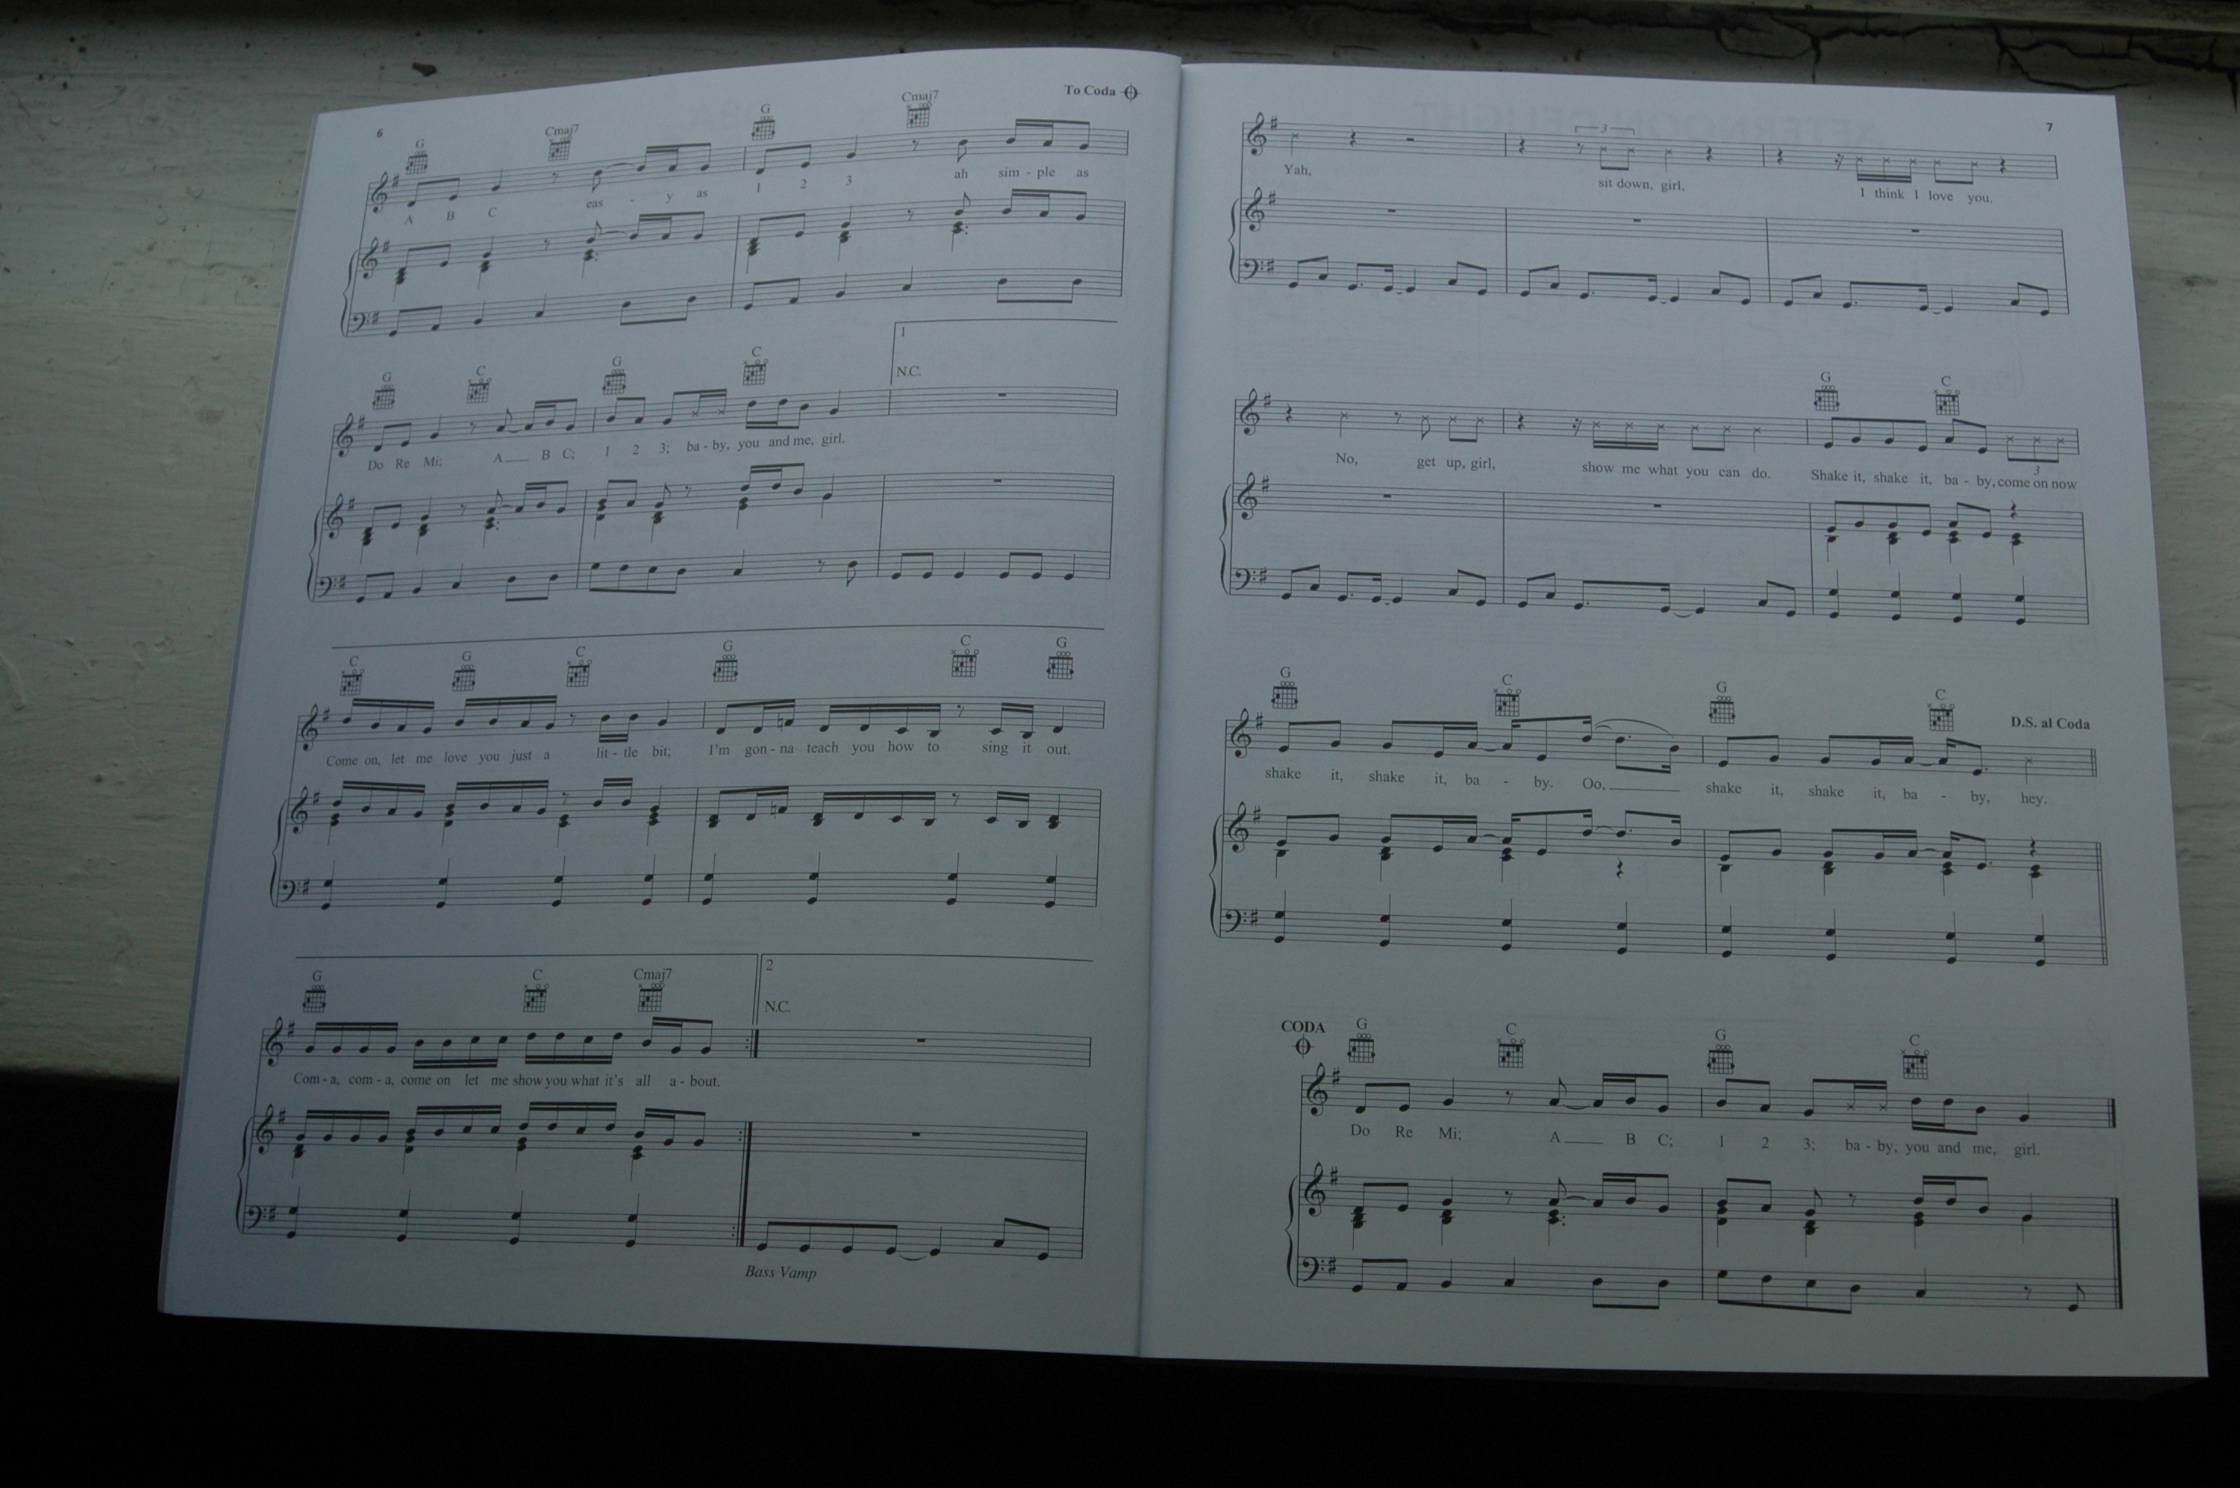 To Coda
6
G Cmaj7 G Cmaj7
A B C eas - y as 1 2 3 ah sim - ple as
1
G C G C N.C.
Do Re Mi; A B C; 1 2 3; ba - by, you and me, girl.
C G C G C G
Come on, let me love you just a lit - tle bit; I'm gon - na teach you how to sing it out.
2
G C Cmaj7 N.C.
Com - a, com - a, come on let me show you what it's all a - bout.
Bass Vamp
7
3
Yah, sit down, girl, I think I love you.
G C
No, get up, girl, show me what you can do. Shake it, shake it, ba - by, come on now
3
G C G C D.S. al Coda
shake it, shake it, ba - by. Oo, shake it, shake it, ba - by, hey.
CODA G C G C
Do Re Mi; A B C; 1 2 3; ba - by, you and me, girl.